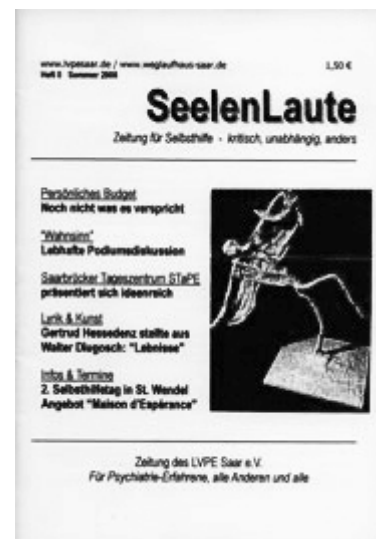 www.lvpesaar.de / www.weglaufhaus-saar.de
1,50 €
Heft 5 Sommer 2008
SeelenLaute
Zeitung für Selbsthilfe - kritisch, unabhängig, anders
Persönliches Budget
Noch nicht was es verspricht
"Wahnsinn"
Lebhafte Podiumsdiskussion
Saarbrücker Tageszentrum STaPE
präsentiert sich ideenreich
Lyrik & Kunst
Gertrud Hessedenz stellte aus
Walter Dlugosch: "Lebnisse"
Infos & Termine
2. Selbsthilfetag in St. Wendel
Angebot "Maison d'Espérance"
Zeitung des LVPE Saar e.V.
Für Psychiatrie-Erfahrene, alle Anderen und alle